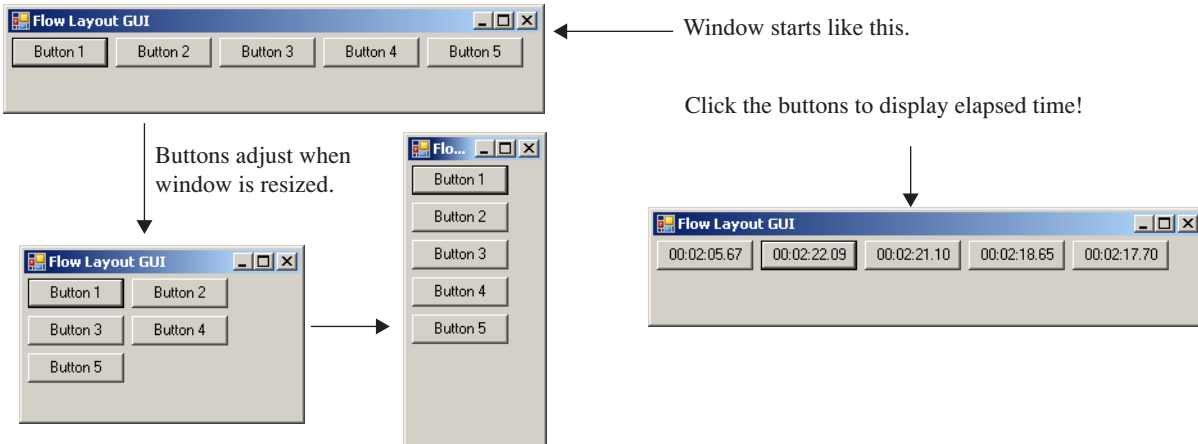 Flow Layout GUI
Button 1 Button 2 Button 3 Button 4 Button 5
Window starts like this.
Click the buttons to display elapsed time!
Buttons adjust when
window is resized.
Flo...
Button 1
Button 2
Button 3
Button 4
Button 5
Flow Layout GUI
Button 1 Button 2
Button 3 Button 4
Button 5
Flow Layout GUI
00:02:05.67 00:02:22.09 00:02:21.10 00:02:18.65 00:02:17.70